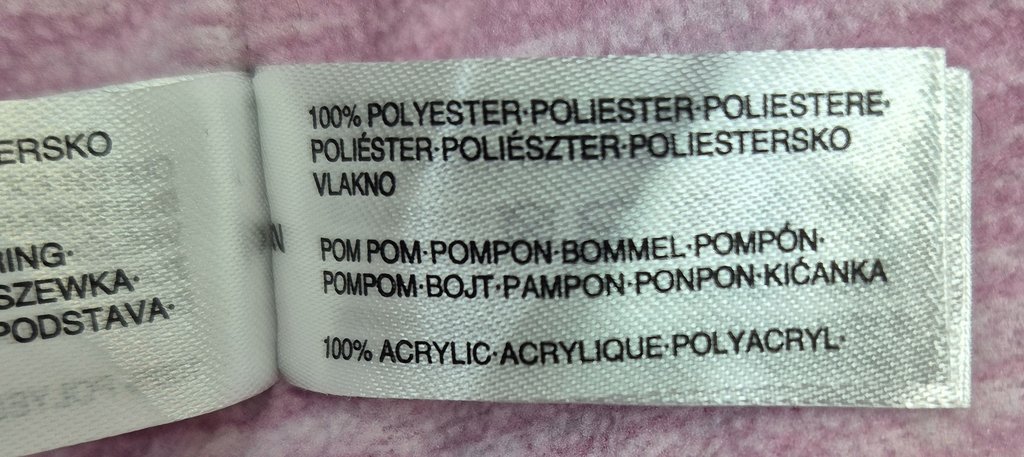 ERSKO
RING·
SZEWKA·
PODSTAVA·
100% POLYESTER·POLIESTER·POLIESTERE·
POLIÉSTER·POLIÉSZTER·POLIESTERSKO
VLAKNO
POM POM·POMPON·BOMMEL·POMPÓN·
POMPOM·BOJT·PAMPON·PONPON·KIĆANKA
100% ACRYLIC·ACRYLIQUE·POLYACRYL·